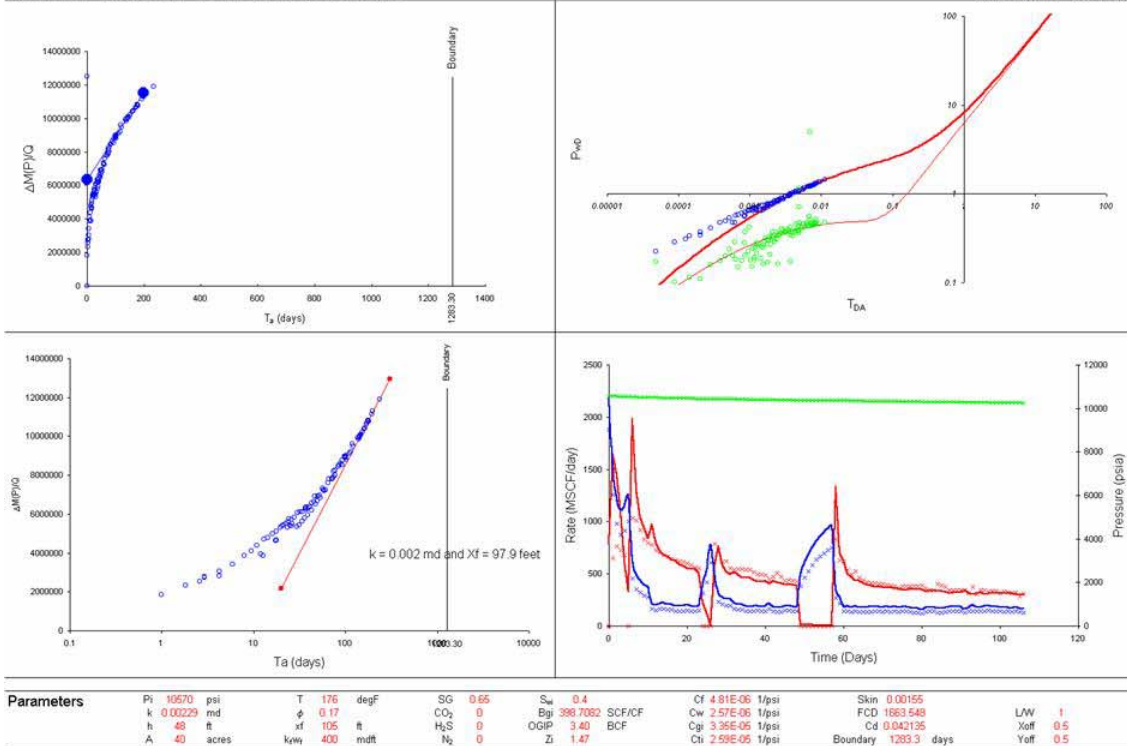 14000000
12000000
10000000
8000000
6000000
4000000
2000000
0
ΔM(P)/Q
0 200 400 600 800 1000 1200 1400
Tₐ (days)
Boundary
1283.30
100
10
1
0.1
PwD
0.00001 0.0001 0.01 0.1 1 10 100
TDA
14000000
12000000
10000000
8000000
6000000
4000000
2000000
0
ΔM(P)/Q
k = 0.002 md and Xf = 97.9 feet
Boundary
0.1 1 10 100 10000
Ta (days)
2500
2000
1500
1000
500
0
Rate (MSCF/day)
12000
10000
8000
6000
4000
2000
0
Pressure (psia)
0 20 40 60 80 100 120
Time (Days)
Parameters
Pi 10570 psi T 176 degF SG 0.65 Swi 0.4 Cf 4.81E-06 1/psi Skin 0.00155
k 0.00229 md ϕ 0.17 CO₂ 0 Bgi 398.7082 SCF/CF Cw 2.57E-06 1/psi FCD 1663.548 L/W 1
h 48 ft xf 105 ft H₂S 0 OGIP 3.40 BCF Cgi 3.35E-05 1/psi Cd 0.042135 Xoff 0.5
A 40 acres kfwf 400 mdft N₂ 0 Zi 1.47 Cti 2.59E-05 1/psi Boundary 1283.3 days Yoff 0.5